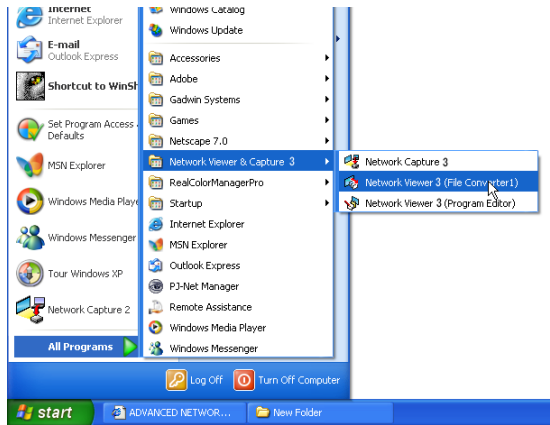 Internet
Internet Explorer
E-mail
Outlook Express
Shortcut to WinSh
Set Program Access
Defaults
MSN Explorer
Windows Media Playe
Windows Messenger
Tour Windows XP
Network Capture 2
All Programs
Windows Catalog
Windows Update
Accessories
Adobe
Gadwin Systems
Games
Netscape 7.0
Network Viewer & Capture 3
RealColorManagerPro
Startup
Internet Explorer
MSN Explorer
Outlook Express
PJ-Net Manager
Remote Assistance
Windows Media Player
Windows Messenger
Network Capture 3
Network Viewer 3 (File Converter1)
Network Viewer 3 (Program Editor)
Log Off
Turn Off Computer
start
ADVANCED NETWOR...
New Folder